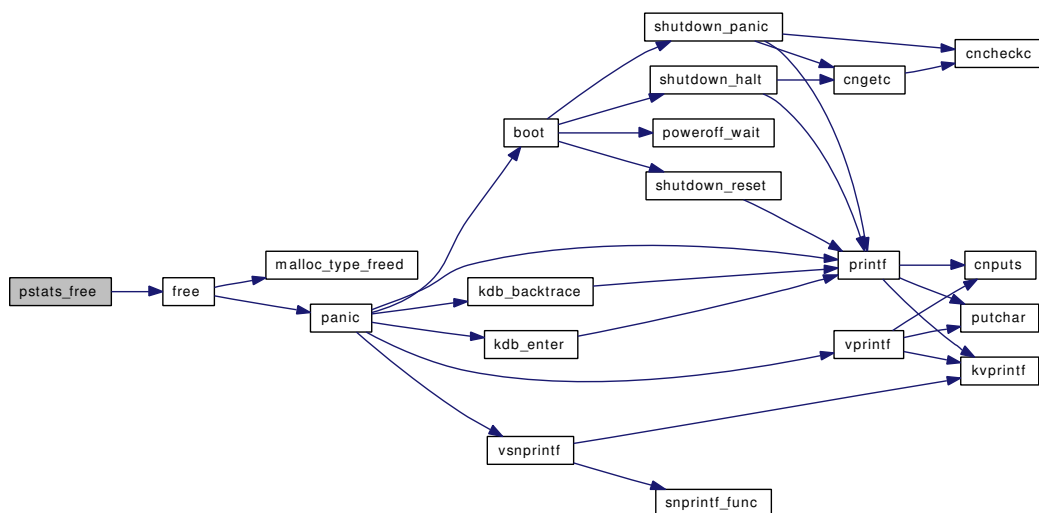 shutdown_panic
cncheckc
shutdown_halt
cngetc
boot
poweroff_wait
shutdown_reset
malloc_type_freed
printf
cnputs
pstats_free
free
kdb_backtrace
panic
putchar
kdb_enter
vprintf
kvprintf
vsnprintf
snprintf_func